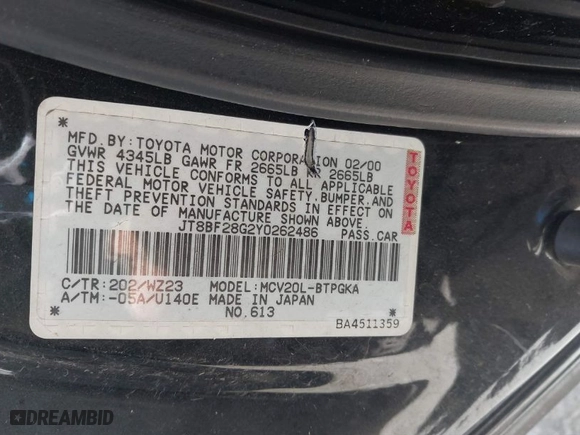 MFD. BY: TOYOTA MOTOR CORPORATION 02/00
GVWR 4345LB GAWR FR 2665LB RR 2665LB
THIS VEHICLE CONFORMS TO ALL APPLICABLE
FEDERAL MOTOR VEHICLE SAFETY, BUMPER, AND
THEFT PREVENTION STANDARDS IN EFFECT ON
THE DATE OF MANUFACTURE SHOWN ABOVE.
JT8BF28G2Y0262486 PASS. CAR
C/TR: 202/WZ23 MODEL: MCV20L-BTPGKA
A/TM: -05A/U140E MADE IN JAPAN
NO. 613
BA4511359
TOYOTA
DREAMBID